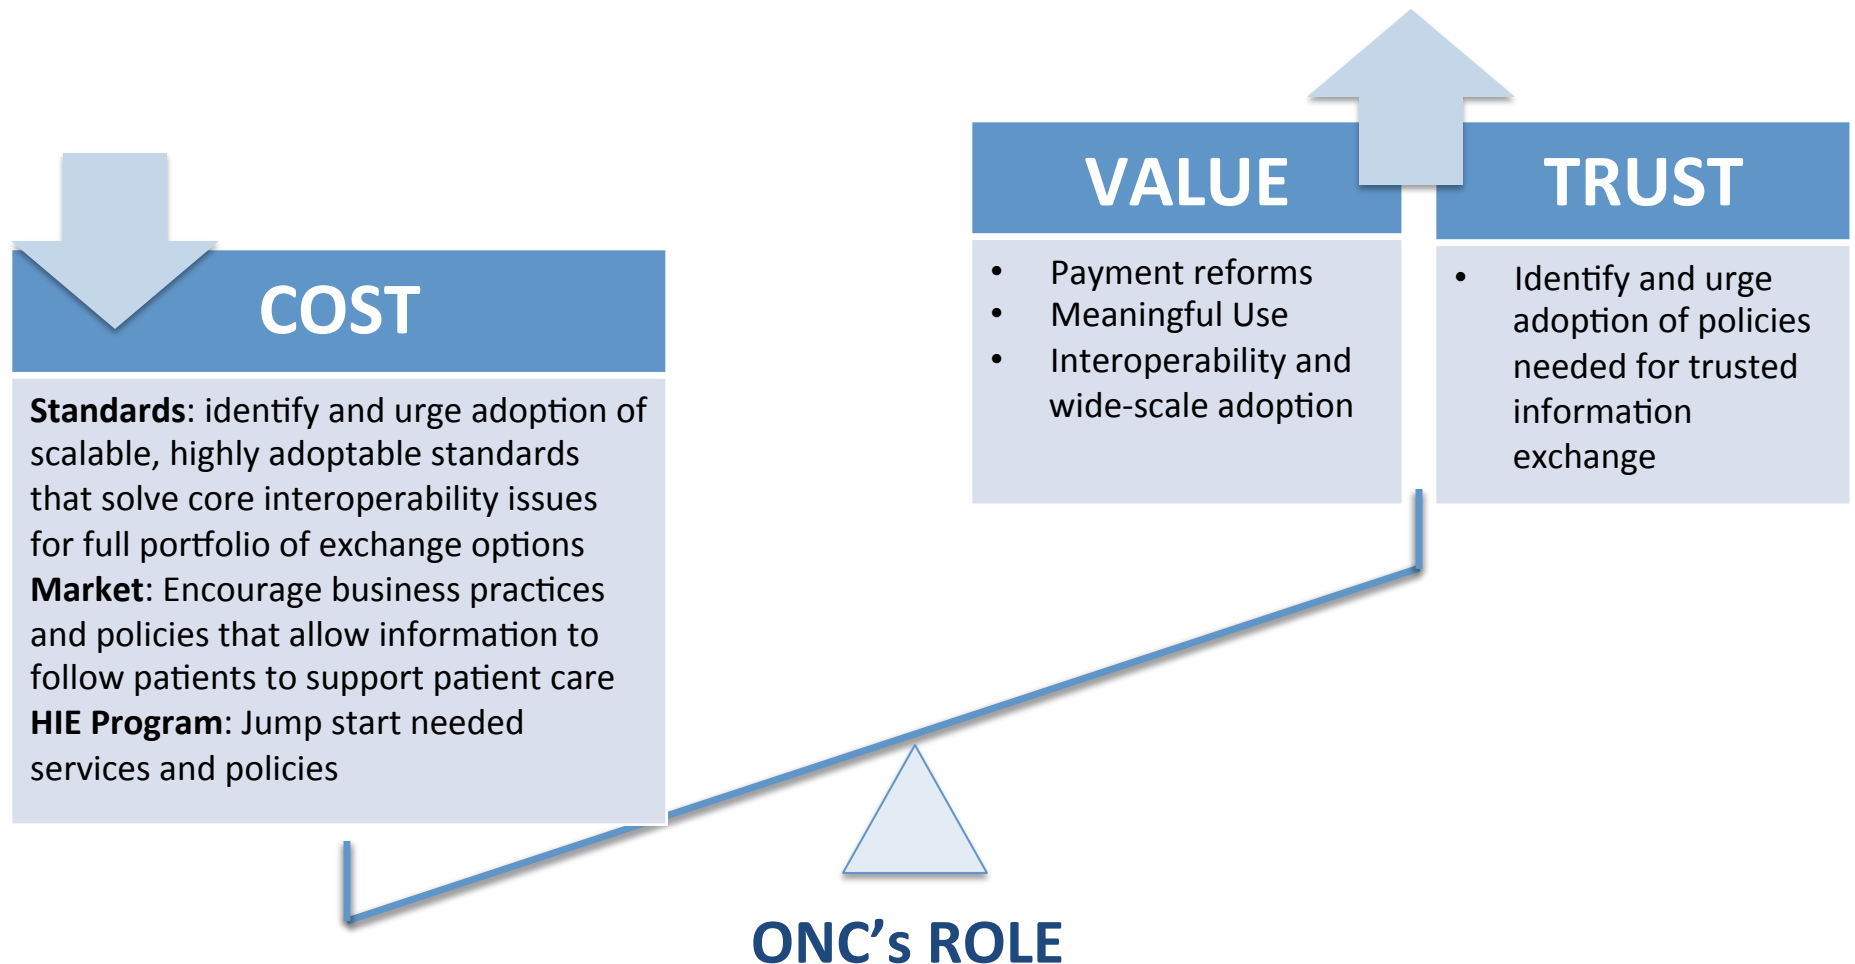 COST
Standards: identify and urge adoption of
scalable, highly adoptable standards
that solve core interoperability issues
for full portfolio of exchange options
Market: Encourage business practices
and policies that allow information to
follow patients to support patient care
HIE Program: Jump start needed
services and policies
VALUE
• Payment reforms
• Meaningful Use
• Interoperability and
wide-scale adoption
TRUST
• Identify and urge
adoption of policies
needed for trusted
information
exchange
ONC’s ROLE